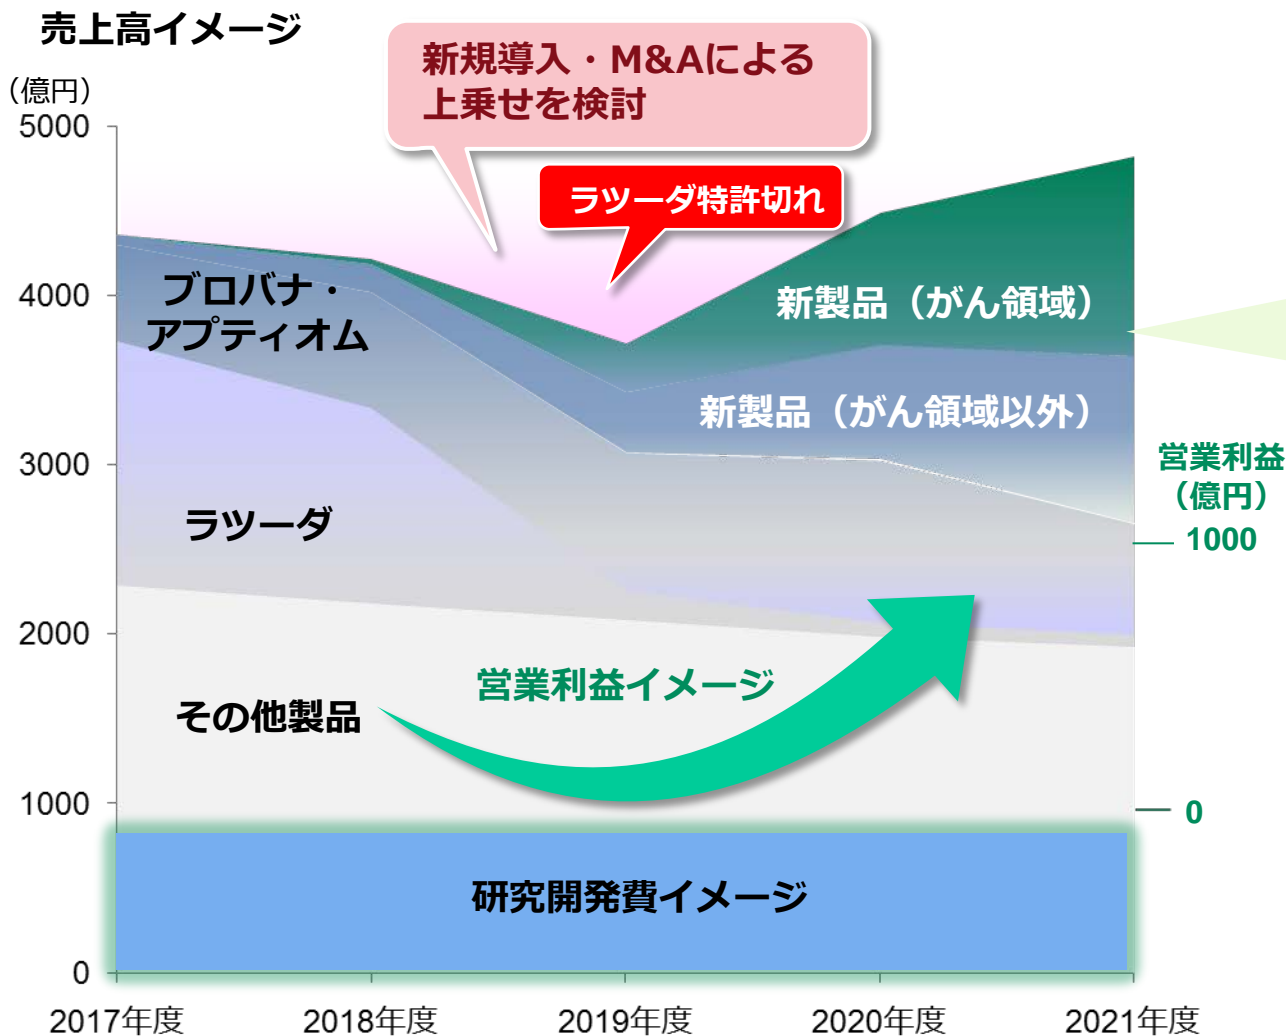 売上高イメージ
（億円）
新規導入・M&Aによる
上乗せを検討
ラツーダ特許切れ
5000
4000
3000
2000
1000
0
ブロバナ・
アプティオム
ラツーダ
その他製品
新製品（がん領域）
新製品（がん領域以外）
営業利益イメージ
研究開発費イメージ
営業利益
（億円）
1000
0
2017年度
2018年度
2019年度
2020年度
2021年度